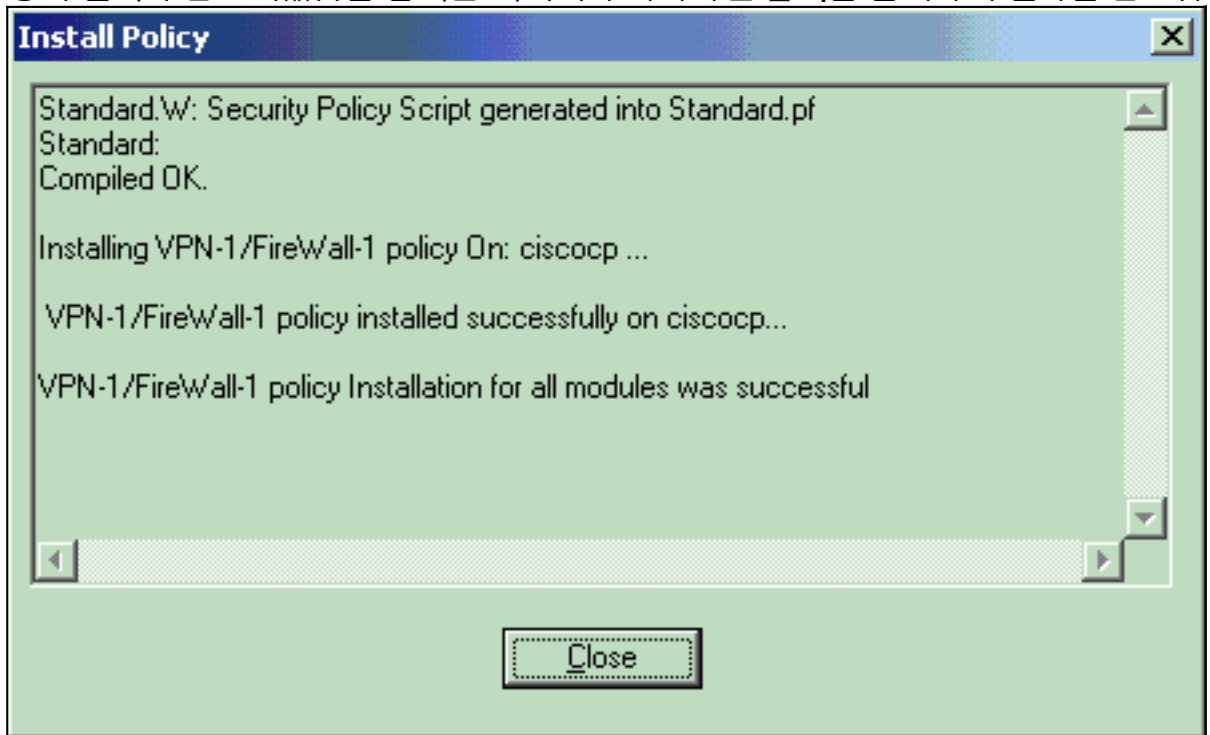 Install Policy
Standard.W: Security Policy Script generated into Standard.pf
Standard:
Compiled OK.
Installing VPN-1/FireWall-1 policy On: ciscocp ...
VPN-1/FireWall-1 policy installed successfully on ciscocp...
VPN-1/FireWall-1 policy Installation for all modules was successful
Close